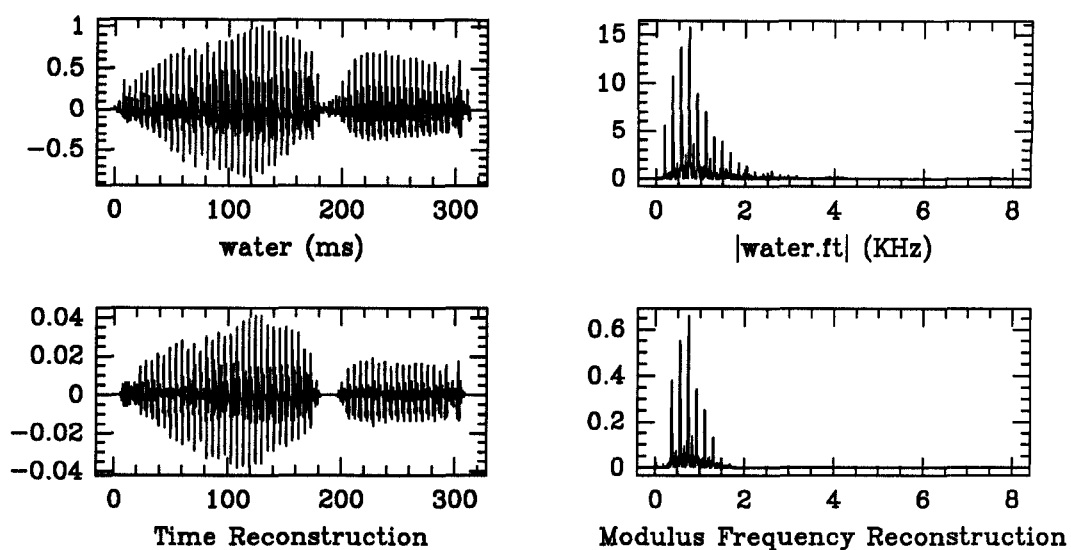 1
0.5
0
−0.5
0 100 200 300
water (ms)
15
10
5
0
0 2 4 6 8
|water.ft| (KHz)
0.04
0.02
0
−0.02
−0.04
0 100 200 300
Time Reconstruction
0.6
0.4
0.2
0
0 2 4 6 8
Modulus Frequency Reconstruction